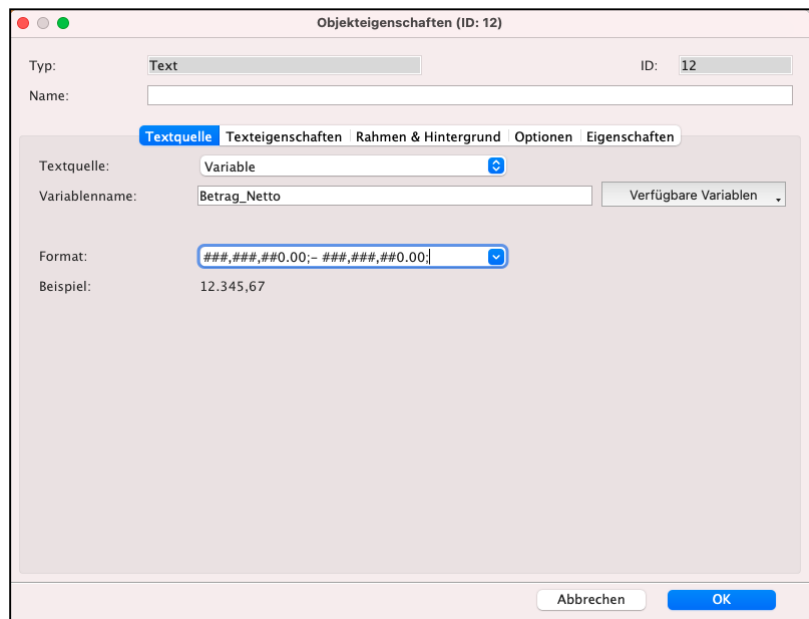 Objekteigenschaften (ID: 12)
Typ: Text ID: 12
Name:
Textquelle Texteigenschaften Rahmen & Hintergrund Optionen Eigenschaften
Textquelle: Variable
Variablenname: Betrag_Netto Verfügbare Variablen
Format: ###,###,##0.00;- ###,###,##0.00;
Beispiel: 12.345,67
Abbrechen OK